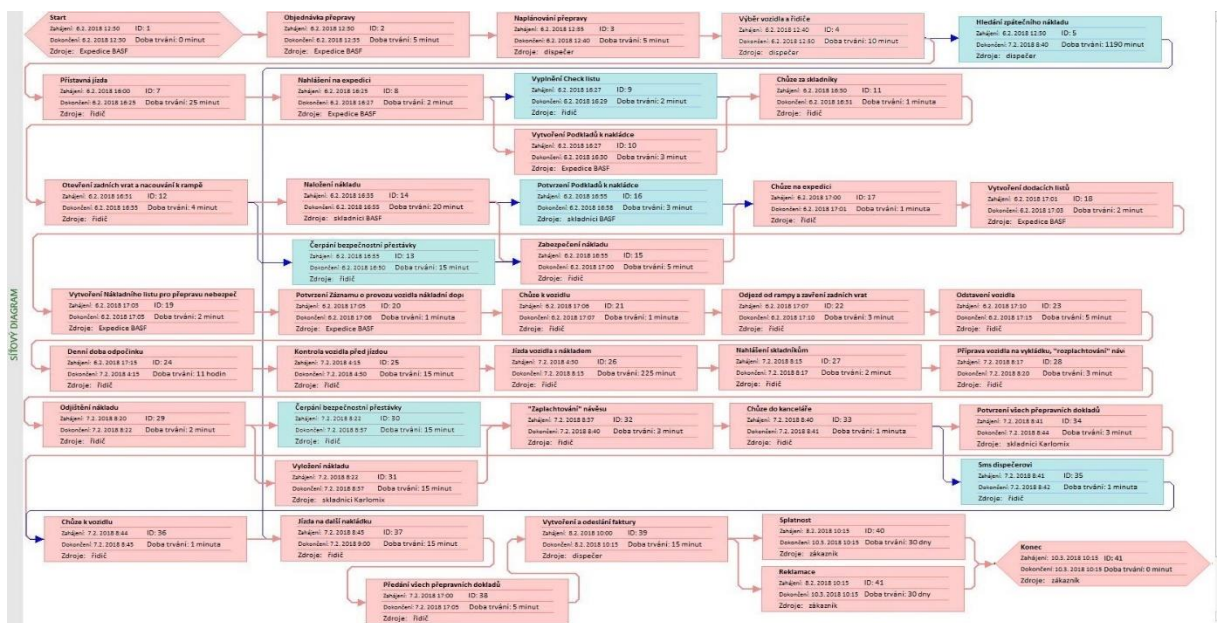 SÍŤOVÝ DIAGRAM
Start
Zahájení: 6.2. 2018 12:30 ID: 1
Dokončení: 6.2. 2018 12:30 Doba trvání: 0 minut
Zdroje: Expedice BASF
Objednávka přepravy
Zahájení: 6.2. 2018 12:30 ID: 2
Dokončení: 6.2. 2018 12:35 Doba trvání: 5 minut
Zdroje: Expedice BASF
Naplánování přepravy
Zahájení: 6.2. 2018 12:35 ID: 3
Dokončení: 6.2. 2018 12:40 Doba trvání: 5 minut
Zdroje: dispečer
Výběr vozidla a řidiče
Zahájení: 6.2. 2018 12:40 ID: 4
Dokončení: 6.2. 2018 12:50 Doba trvání: 10 minut
Zdroje: dispečer
Hledání zpátečního nákladu
Zahájení: 6.2. 2018 12:50 ID: 5
Dokončení: 7.2. 2018 8:40 Doba trvání: 1190 minut
Zdroje: dispečer
Přístavná jízda
Zahájení: 6.2. 2018 16:00 ID: 7
Dokončení: 6.2. 2018 16:25 Doba trvání: 25 minut
Zdroje: řidič
Nahlášení na expedici
Zahájení: 6.2. 2018 16:25 ID: 8
Dokončení: 6.2. 2018 16:27 Doba trvání: 2 minut
Zdroje: Expedice BASF
Vyplnění Check listu
Zahájení: 6.2. 2018 16:27 ID: 9
Dokončení: 6.2. 2018 16:29 Doba trvání: 2 minut
Zdroje: řidič
Chůze za skladníky
Zahájení: 6.2. 2018 16:30 ID: 11
Dokončení: 6.2. 2018 16:31 Doba trvání: 1 minuta
Zdroje: řidič
Vytvoření Podkladů k nakládce
Zahájení: 6.2. 2018 16:27 ID: 10
Dokončení: 6.2. 2018 16:30 Doba trvání: 3 minut
Zdroje: Expedice BASF
Otevření zadních vrat a nacouvání k rampě
Zahájení: 6.2. 2018 16:31 ID: 12
Dokončení: 6.2. 2018 16:35 Doba trvání: 4 minut
Zdroje: řidič
Naložení nákladu
Zahájení: 6.2. 2018 16:35 ID: 14
Dokončení: 6.2. 2018 16:55 Doba trvání: 20 minut
Zdroje: skladníci BASF
Potvrzení Podkladů k nakládce
Zahájení: 6.2. 2018 16:55 ID: 16
Dokončení: 6.2. 2018 16:58 Doba trvání: 3 minut
Zdroje: skladníci BASF
Chůze na expedici
Zahájení: 6.2. 2018 17:00 ID: 17
Dokončení: 6.2. 2018 17:01 Doba trvání: 1 minuta
Zdroje: řidič
Vytvoření dodacích listů
Zahájení: 6.2. 2018 17:01 ID: 18
Dokončení: 6.2. 2018 17:03 Doba trvání: 2 minut
Zdroje: Expedice BASF
Čerpání bezpečnostní přestávky
Zahájení: 6.2. 2018 16:35 ID: 13
Dokončení: 6.2. 2018 16:50 Doba trvání: 15 minut
Zdroje: řidič
Zabezpečení nákladu
Zahájení: 6.2. 2018 16:55 ID: 15
Dokončení: 6.2. 2018 17:00 Doba trvání: 5 minut
Zdroje: řidič
Vytvoření Nákladního listu pro přepravu nebezpeč
Zahájení: 6.2. 2018 17:03 ID: 19
Dokončení: 6.2. 2018 17:05 Doba trvání: 2 minut
Zdroje: Expedice BASF
Potvrzení Záznamu o provozu vozidla nákladní dopr
Zahájení: 6.2. 2018 17:05 ID: 20
Dokončení: 6.2. 2018 17:06 Doba trvání: 1 minuta
Zdroje: Expedice BASF
Chůze k vozidlu
Zahájení: 6.2. 2018 17:06 ID: 21
Dokončení: 6.2. 2018 17:07 Doba trvání: 1 minuta
Zdroje: řidič
Odjezd od rampy a zavření zadních vrat
Zahájení: 6.2. 2018 17:07 ID: 22
Dokončení: 6.2. 2018 17:10 Doba trvání: 3 minut
Zdroje: řidič
Odstavení vozidla
Zahájení: 6.2. 2018 17:10 ID: 23
Dokončení: 6.2. 2018 17:15 Doba trvání: 5 minut
Zdroje: řidič
Denní doba odpočinku
Zahájení: 6.2. 2018 17:15 ID: 24
Dokončení: 7.2. 2018 4:15 Doba trvání: 11 hodin
Zdroje: řidič
Kontrola vozidla před jízdou
Zahájení: 7.2. 2018 4:15 ID: 25
Dokončení: 7.2. 2018 4:30 Doba trvání: 15 minut
Zdroje: řidič
Jízda vozidla s nákladem
Zahájení: 7.2. 2018 4:30 ID: 26
Dokončení: 7.2. 2018 8:15 Doba trvání: 225 minut
Zdroje: řidič
Nahlášení skladníkům
Zahájení: 7.2. 2018 8:15 ID: 27
Dokončení: 7.2. 2018 8:17 Doba trvání: 2 minut
Zdroje: řidič
Příprava vozidla na vykládku, "rozplachtování" návi
Zahájení: 7.2. 2018 8:17 ID: 28
Dokončení: 7.2. 2018 8:20 Doba trvání: 3 minut
Zdroje: řidič
Odjištění nákladu
Zahájení: 7.2. 2018 8:20 ID: 29
Dokončení: 7.2. 2018 8:22 Doba trvání: 2 minut
Zdroje: řidič
Čerpání bezpečnostní přestávky
Zahájení: 7.2. 2018 8:22 ID: 30
Dokončení: 7.2. 2018 8:37 Doba trvání: 15 minut
Zdroje: řidič
"Zaplachtování" návěsu
Zahájení: 7.2. 2018 8:37 ID: 32
Dokončení: 7.2. 2018 8:40 Doba trvání: 3 minut
Zdroje: řidič
Chůze do kanceláře
Zahájení: 7.2. 2018 8:40 ID: 33
Dokončení: 7.2. 2018 8:41 Doba trvání: 1 minuta
Zdroje: řidič
Potvrzení všech přepravních dokladů
Zahájení: 7.2. 2018 8:41 ID: 34
Dokončení: 7.2. 2018 8:44 Doba trvání: 3 minut
Zdroje: skladníci Karlomix
Vyložení nákladu
Zahájení: 7.2. 2018 8:22 ID: 31
Dokončení: 7.2. 2018 8:37 Doba trvání: 15 minut
Zdroje: skladníci Karlomix
Sms dispečerovi
Zahájení: 7.2. 2018 8:41 ID: 35
Dokončení: 7.2. 2018 8:42 Doba trvání: 1 minuta
Zdroje: řidič
Chůze k vozidlu
Zahájení: 7.2. 2018 8:44 ID: 36
Dokončení: 7.2. 2018 8:45 Doba trvání: 1 minuta
Zdroje: řidič
Jízda na další nakládku
Zahájení: 7.2. 2018 8:45 ID: 37
Dokončení: 7.2. 2018 9:00 Doba trvání: 15 minut
Zdroje: řidič
Vytvoření a odeslání faktury
Zahájení: 8.2. 2018 10:00 ID: 39
Dokončení: 8.2. 2018 10:15 Doba trvání: 15 minut
Zdroje: dispečer
Splatnost
Zahájení: 8.2. 2018 10:15 ID: 40
Dokončení: 10.3. 2018 10:15 Doba trvání: 30 dny
Zdroje: zákazník
Konec
Zahájení: 10.3. 2018 10:15 ID: 41
Dokončení: 10.3. 2018 10:15 Doba trvání: 0 minut
Zdroje: zákazník
Předání všech přepravních dokladů
Zahájení: 7.2. 2018 17:00 ID: 38
Dokončení: 7.2. 2018 17:05 Doba trvání: 5 minut
Zdroje: řidič
Reklamace
Zahájení: 8.2. 2018 10:15 ID: 41
Dokončení: 10.3. 2018 10:15 Doba trvání: 30 dny
Zdroje: zákazník